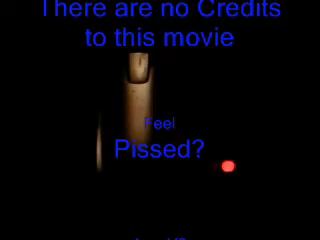 There are no Credits
to this movie
Feel
Pissed?